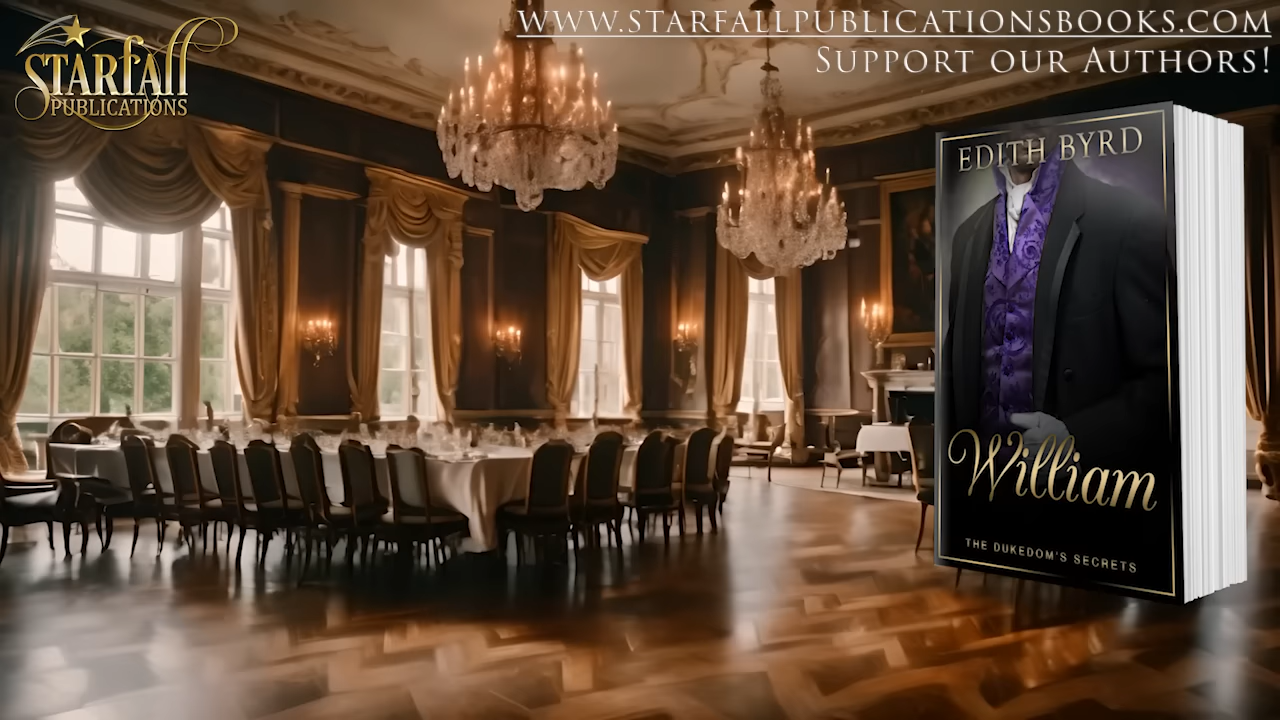 STARfall
PUBLICATIONS
WWW.STARFALLPUBLICATIONSBOOKS.COM
SUPPORT OUR AUTHORS!
EDITH BYRD
William
THE DUKEDOM'S SECRETS